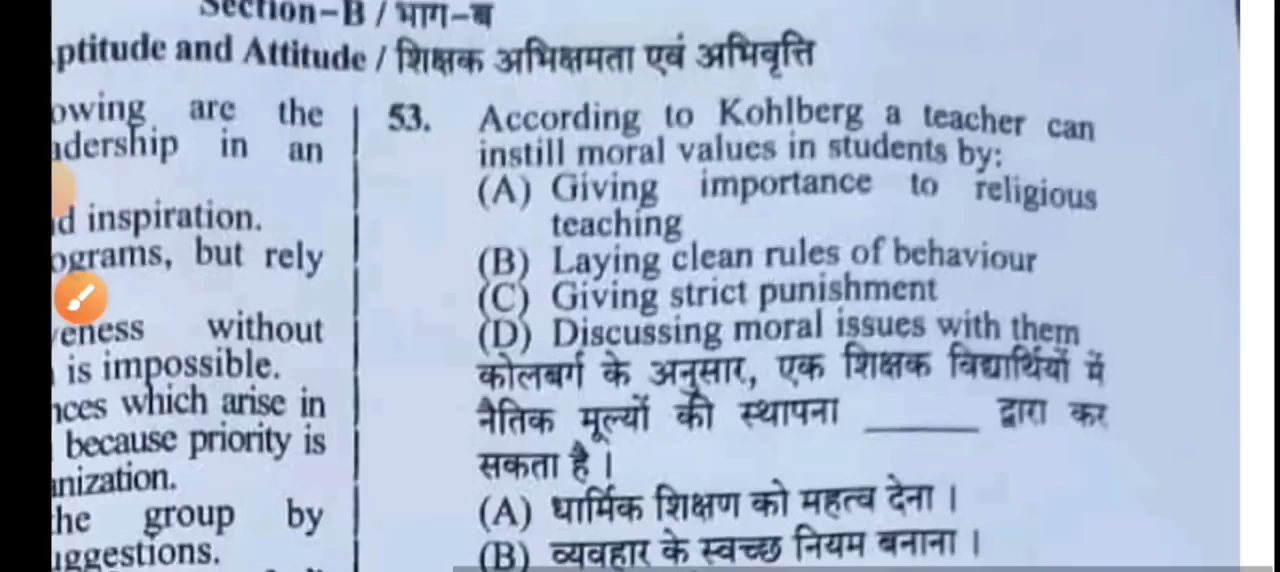 Section-B / भाग-ब
ptitude and Attitude / शिक्षक अभिक्षमता एवं अभिवृत्ति
owing are the
dership in an
d inspiration.
ograms, but rely
eness without
is impossible.
nces which arise in
because priority is
nization.
he group by
ggestions.
53. According to Kohlberg a teacher can
instill moral values in students by:
(A) Giving importance to religious
teaching
(B) Laying clean rules of behaviour
(C) Giving strict punishment
(D) Discussing moral issues with them
कोलबर्ग के अनुसार, एक शिक्षक विद्यार्थियों में
नैतिक मूल्यों की स्थापना ______ द्वारा कर
सकता है ।
(A) धार्मिक शिक्षण को महत्व देना ।
(B) व्यवहार के स्वच्छ नियम बनाना ।